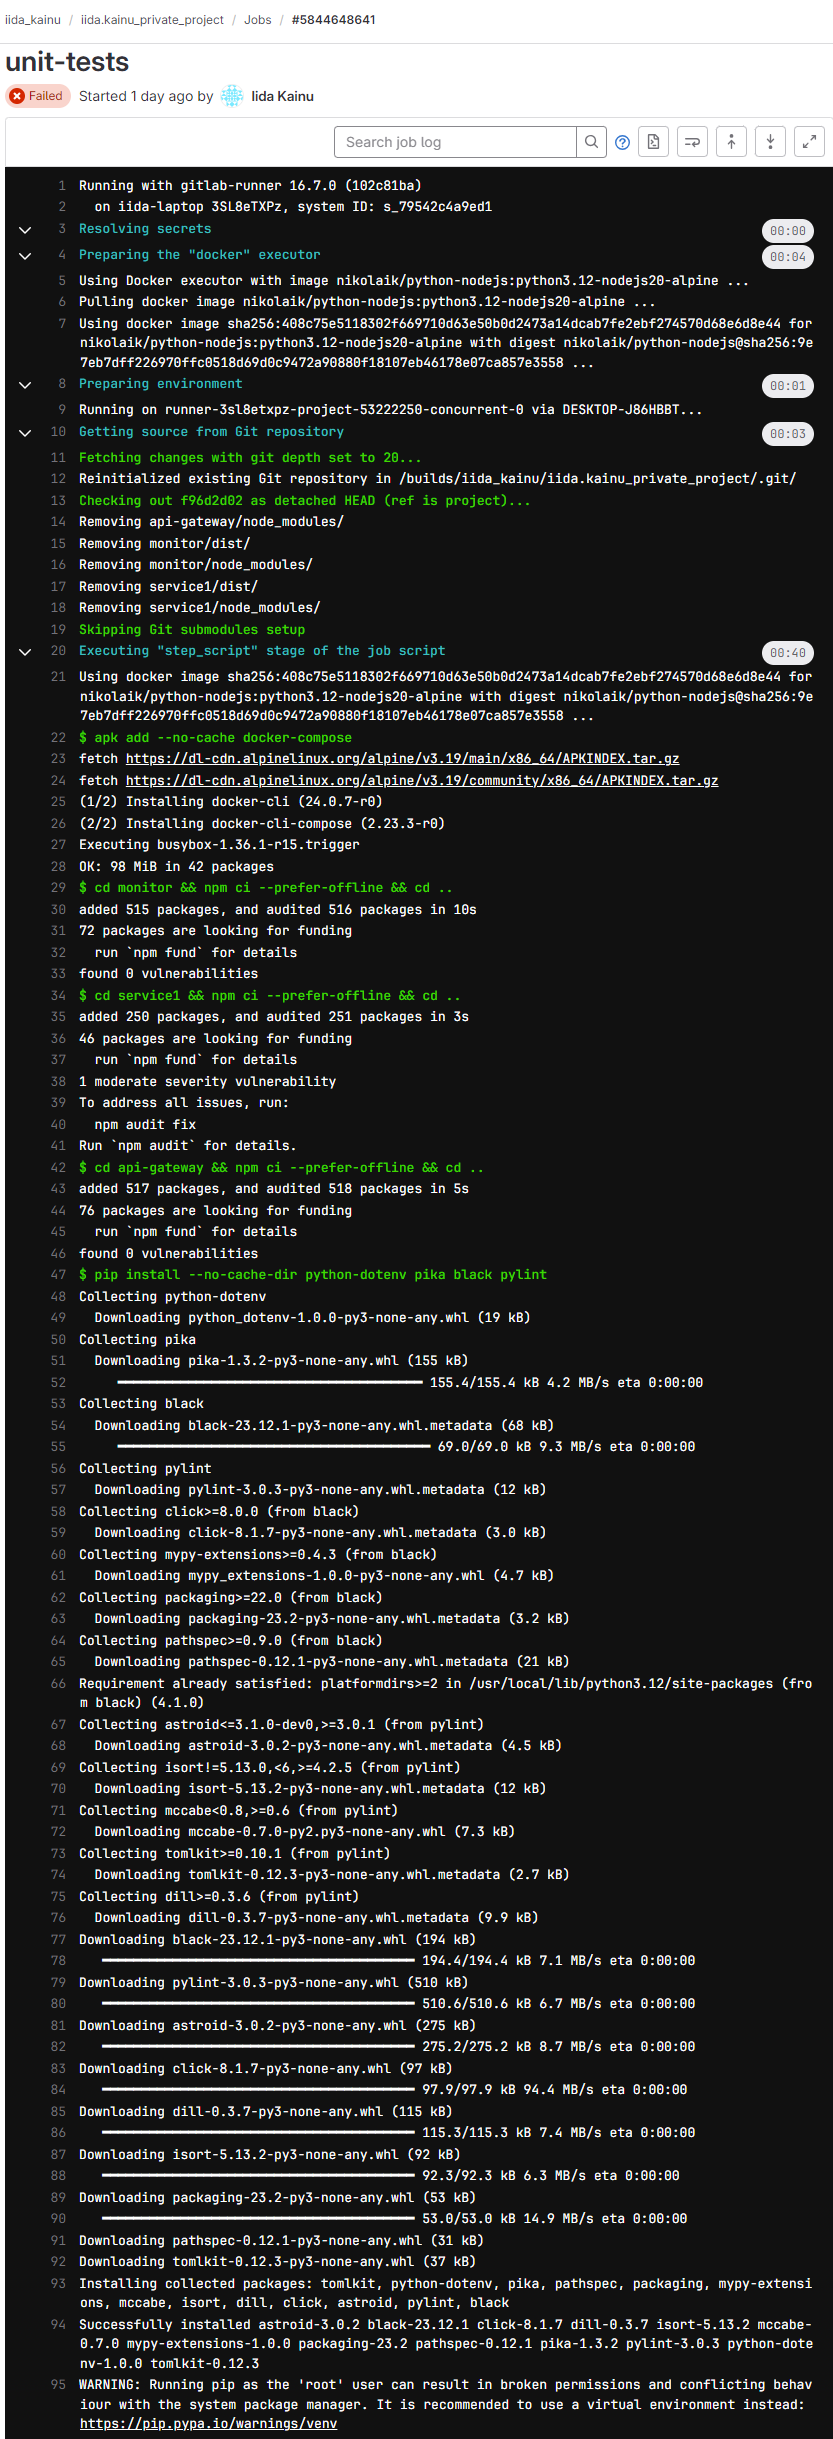 iida_kainu / iida.kainu_private_project / Jobs / #5844648641
unit-tests
Failed Started 1 day ago by Iida Kainu
Search job log
1 Running with gitlab-runner 16.7.0 (102c81ba)
2 on iida-laptop 3SL8eTXPz, system ID: s_79542c4a9ed1
3 Resolving secrets 00:00
4 Preparing the "docker" executor 00:04
5 Using Docker executor with image nikolaik/python-nodejs:python3.12-nodejs20-alpine ...
6 Pulling docker image nikolaik/python-nodejs:python3.12-nodejs20-alpine ...
7 Using docker image sha256:408c75e5118302f669710d63e50b0d2473a14dcab7fe2ebf274570d68e6d8e44 for
nikolaik/python-nodejs:python3.12-nodejs20-alpine with digest nikolaik/python-nodejs@sha256:9e
7eb7dff226970ffc0518d69d0c9472a90880f18107eb46178e07ca857e3558 ...
8 Preparing environment 00:01
9 Running on runner-3sl8etxpz-project-53222250-concurrent-0 via DESKTOP-J86HBBT...
10 Getting source from Git repository 00:03
11 Fetching changes with git depth set to 20...
12 Reinitialized existing Git repository in /builds/iida_kainu/iida.kainu_private_project/.git/
13 Checking out f96d2d02 as detached HEAD (ref is project)...
14 Removing api-gateway/node_modules/
15 Removing monitor/dist/
16 Removing monitor/node_modules/
17 Removing service1/dist/
18 Removing service1/node_modules/
19 Skipping Git submodules setup
20 Executing "step_script" stage of the job script 00:40
21 Using docker image sha256:408c75e5118302f669710d63e50b0d2473a14dcab7fe2ebf274570d68e6d8e44 for
nikolaik/python-nodejs:python3.12-nodejs20-alpine with digest nikolaik/python-nodejs@sha256:9e
7eb7dff226970ffc0518d69d0c9472a90880f18107eb46178e07ca857e3558 ...
22 $ apk add --no-cache docker-compose
23 fetch https://dl-cdn.alpinelinux.org/alpine/v3.19/main/x86_64/APKINDEX.tar.gz
24 fetch https://dl-cdn.alpinelinux.org/alpine/v3.19/community/x86_64/APKINDEX.tar.gz
25 (1/2) Installing docker-cli (24.0.7-r0)
26 (2/2) Installing docker-cli-compose (2.23.3-r0)
27 Executing busybox-1.36.1-r15.trigger
28 OK: 98 MiB in 42 packages
29 $ cd monitor && npm ci --prefer-offline && cd ..
30 added 515 packages, and audited 516 packages in 10s
31 72 packages are looking for funding
32 run `npm fund` for details
33 found 0 vulnerabilities
34 $ cd service1 && npm ci --prefer-offline && cd ..
35 added 250 packages, and audited 251 packages in 3s
36 46 packages are looking for funding
37 run `npm fund` for details
38 1 moderate severity vulnerability
39 To address all issues, run:
40 npm audit fix
41 Run `npm audit` for details.
42 $ cd api-gateway && npm ci --prefer-offline && cd ..
43 added 517 packages, and audited 518 packages in 5s
44 76 packages are looking for funding
45 run `npm fund` for details
46 found 0 vulnerabilities
47 $ pip install --no-cache-dir python-dotenv pika black pylint
48 Collecting python-dotenv
49 Downloading python_dotenv-1.0.0-py3-none-any.whl (19 kB)
50 Collecting pika
51 Downloading pika-1.3.2-py3-none-any.whl (155 kB)
52 155.4/155.4 kB 4.2 MB/s eta 0:00:00
53 Collecting black
54 Downloading black-23.12.1-py3-none-any.whl.metadata (68 kB)
55 69.0/69.0 kB 9.3 MB/s eta 0:00:00
56 Collecting pylint
57 Downloading pylint-3.0.3-py3-none-any.whl.metadata (12 kB)
58 Collecting click>=8.0.0 (from black)
59 Downloading click-8.1.7-py3-none-any.whl.metadata (3.0 kB)
60 Collecting mypy-extensions>=0.4.3 (from black)
61 Downloading mypy_extensions-1.0.0-py3-none-any.whl (4.7 kB)
62 Collecting packaging>=22.0 (from black)
63 Downloading packaging-23.2-py3-none-any.whl.metadata (3.2 kB)
64 Collecting pathspec>=0.9.0 (from black)
65 Downloading pathspec-0.12.1-py3-none-any.whl.metadata (21 kB)
66 Requirement already satisfied: platformdirs>=2 in /usr/local/lib/python3.12/site-packages (fro
m black) (4.1.0)
67 Collecting astroid<=3.1.0-dev0,>=3.0.1 (from pylint)
68 Downloading astroid-3.0.2-py3-none-any.whl.metadata (4.5 kB)
69 Collecting isort!=5.13.0,<6,>=4.2.5 (from pylint)
70 Downloading isort-5.13.2-py3-none-any.whl.metadata (12 kB)
71 Collecting mccabe<0.8,>=0.6 (from pylint)
72 Downloading mccabe-0.7.0-py2.py3-none-any.whl (7.3 kB)
73 Collecting tomlkit>=0.10.1 (from pylint)
74 Downloading tomlkit-0.12.3-py3-none-any.whl.metadata (2.7 kB)
75 Collecting dill>=0.3.6 (from pylint)
76 Downloading dill-0.3.7-py3-none-any.whl.metadata (9.9 kB)
77 Downloading black-23.12.1-py3-none-any.whl (194 kB)
78 194.4/194.4 kB 7.1 MB/s eta 0:00:00
79 Downloading pylint-3.0.3-py3-none-any.whl (510 kB)
80 510.6/510.6 kB 6.7 MB/s eta 0:00:00
81 Downloading astroid-3.0.2-py3-none-any.whl (275 kB)
82 275.2/275.2 kB 8.7 MB/s eta 0:00:00
83 Downloading click-8.1.7-py3-none-any.whl (97 kB)
84 97.9/97.9 kB 94.4 MB/s eta 0:00:00
85 Downloading dill-0.3.7-py3-none-any.whl (115 kB)
86 115.3/115.3 kB 7.4 MB/s eta 0:00:00
87 Downloading isort-5.13.2-py3-none-any.whl (92 kB)
88 92.3/92.3 kB 6.3 MB/s eta 0:00:00
89 Downloading packaging-23.2-py3-none-any.whl (53 kB)
90 53.0/53.0 kB 14.9 MB/s eta 0:00:00
91 Downloading pathspec-0.12.1-py3-none-any.whl (31 kB)
92 Downloading tomlkit-0.12.3-py3-none-any.whl (37 kB)
93 Installing collected packages: tomlkit, python-dotenv, pika, pathspec, packaging, mypy-extensi
ons, mccabe, isort, dill, click, astroid, pylint, black
94 Successfully installed astroid-3.0.2 black-23.12.1 click-8.1.7 dill-0.3.7 isort-5.13.2 mccabe-
0.7.0 mypy-extensions-1.0.0 packaging-23.2 pathspec-0.12.1 pika-1.3.2 pylint-3.0.3 python-dote
nv-1.0.0 tomlkit-0.12.3
95 WARNING: Running pip as the 'root' user can result in broken permissions and conflicting behav
iour with the system package manager. It is recommended to use a virtual environment instead:
https://pip.pypa.io/warnings/venv